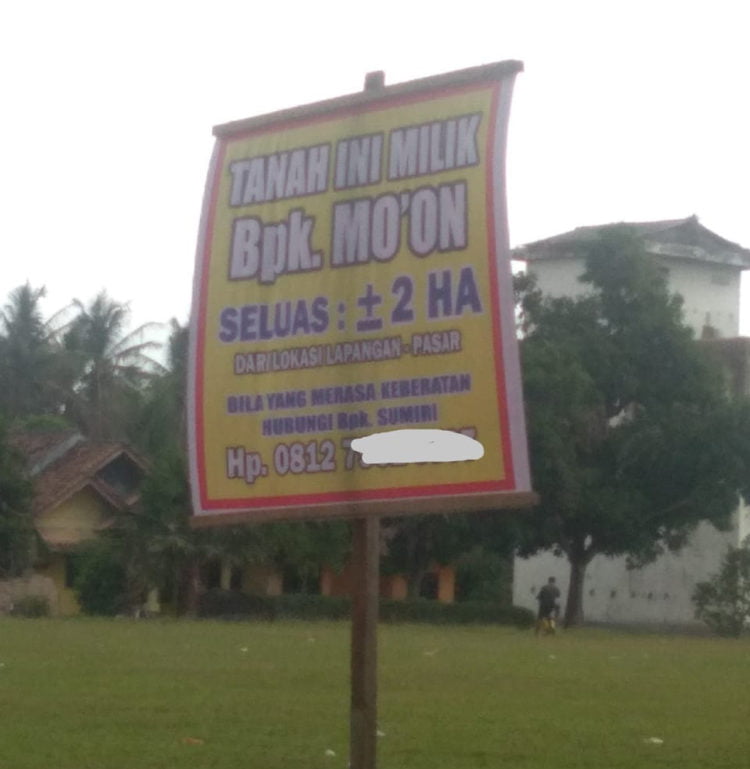 TANAH INI MILIK
Bpk. MO'ON
SELUAS : ± 2 HA
DARI LOKASI LAPANGAN - PASAR
BILA YANG MERASA KEBERATAN
HUBUNGI Bpk. SUMIRI
Hp. 0812